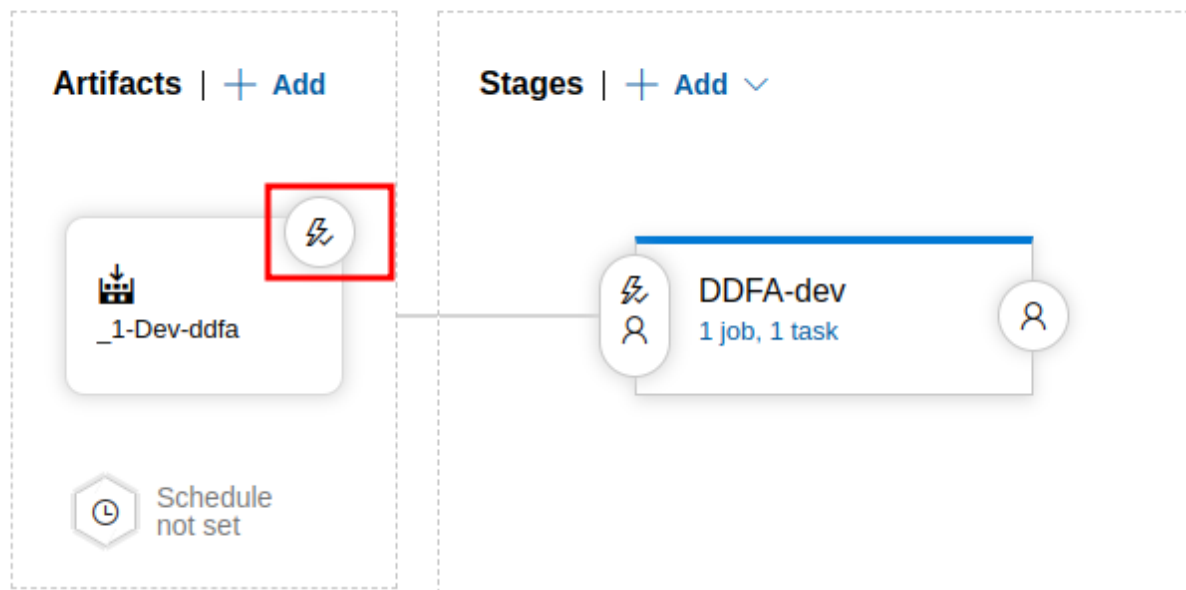 Artifacts | + Add
Stages | + Add
_1-Dev-ddfa
DDFA-dev
1 job, 1 task
Schedule
not set